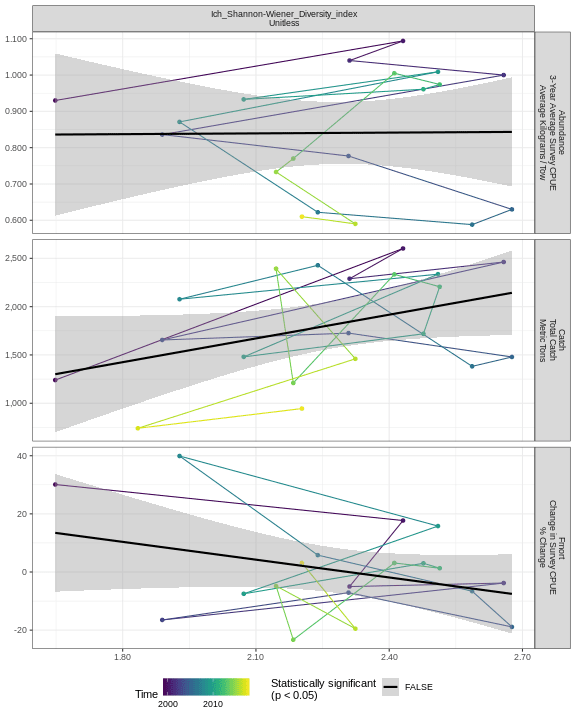 Ich_Shannon-Wiener_Diversity_index
Unitless
1.100
1.000
0.900
0.800
0.700
0.600
Abundance
3-Year Average Survey CPUE
Average Kilograms / Tow
2,500
2,000
1,500
1,000
Catch
Total Catch
Metric Tons
40
20
0
-20
Fmort
Change in Survey CPUE
% Change
1.80
2.10
2.40
2.70
Time
2000
2010
Statistically significant
(p < 0.05)
FALSE